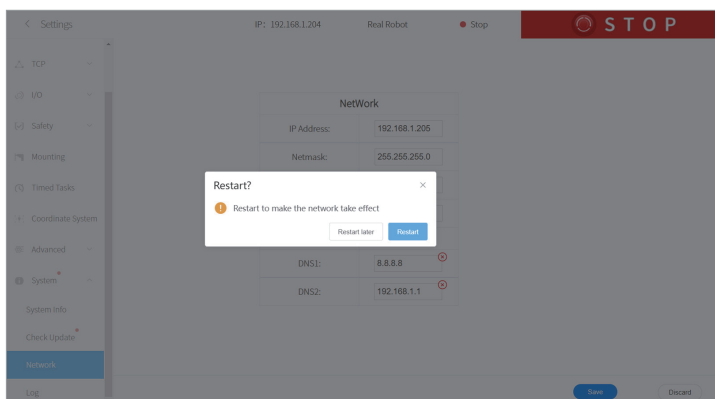 Settings
IP: 192.168.1.204
Real Robot
Stop
STOP
TCP
I/O
Safety
Mounting
Timed Tasks
Coordinate System
Advanced
System
System Info
Check Update
Network
Log
NetWork
IP Address:
192.168.1.205
Netmask:
255.255.255.0
Restart?
Restart to make the network take effect
Restart later
Restart
DNS1:
8.8.8.8
DNS2:
192.168.1.1
Save
Discard